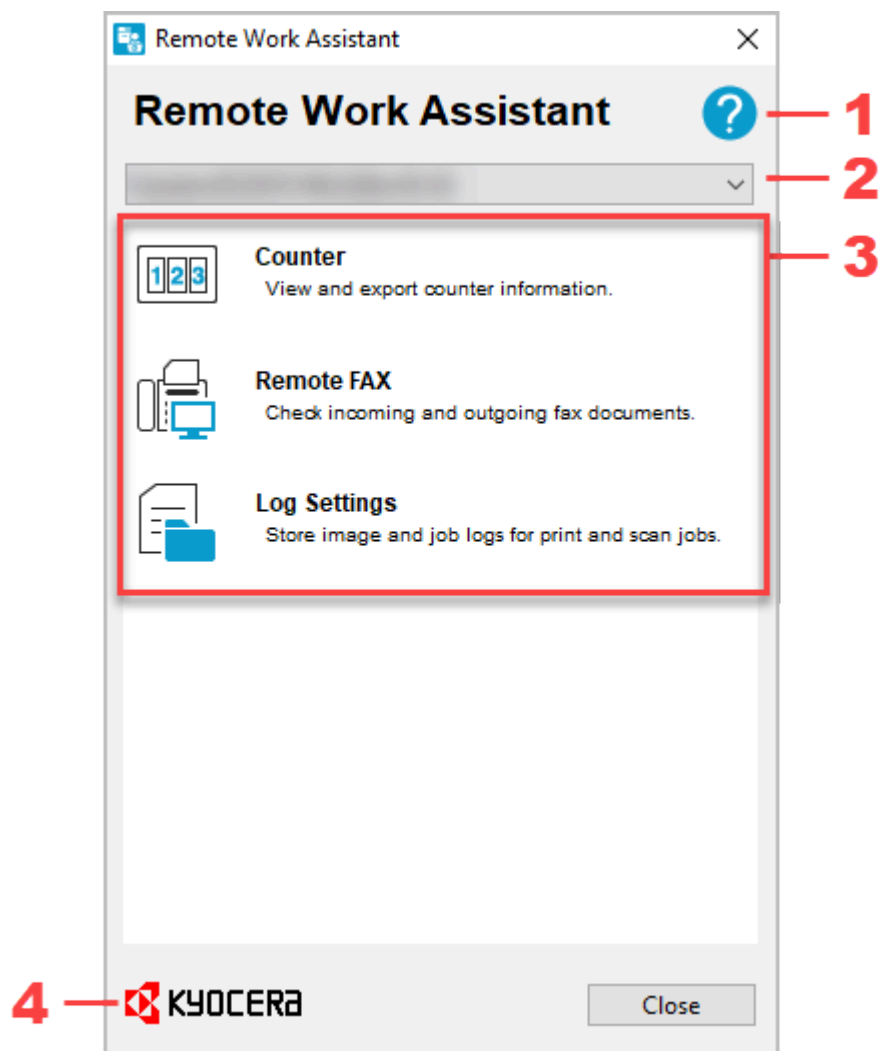 Remote Work Assistant
Remote Work Assistant
1
2
3
123
Counter
View and export counter information.
Remote FAX
Check incoming and outgoing fax documents.
Log Settings
Store image and job logs for print and scan jobs.
4
KYOCERA
Close